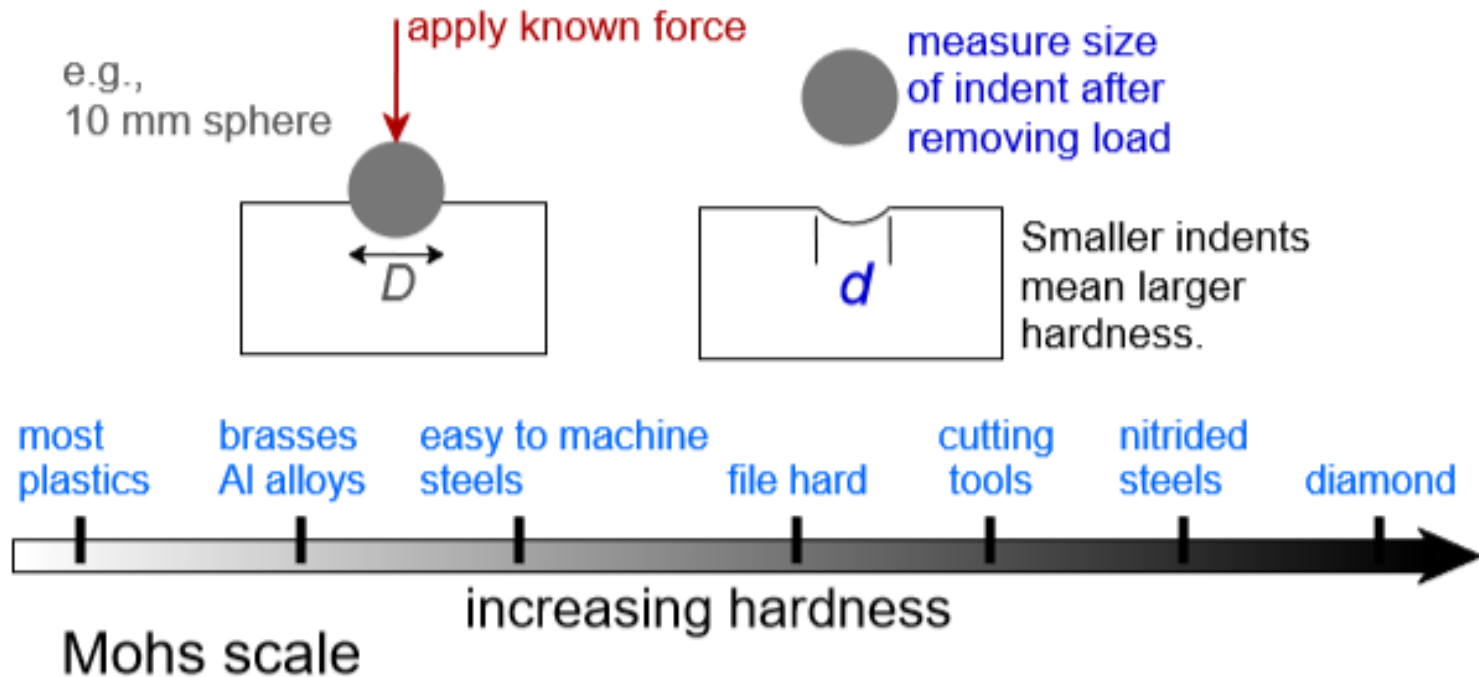 apply known force
e.g.,
10 mm sphere
D
measure size
of indent after
removing load
d
Smaller indents
mean larger
hardness.
most
plastics
brasses
Al alloys
easy to machine
steels
file hard
cutting
tools
nitrided
steels
diamond
increasing hardness
Mohs scale